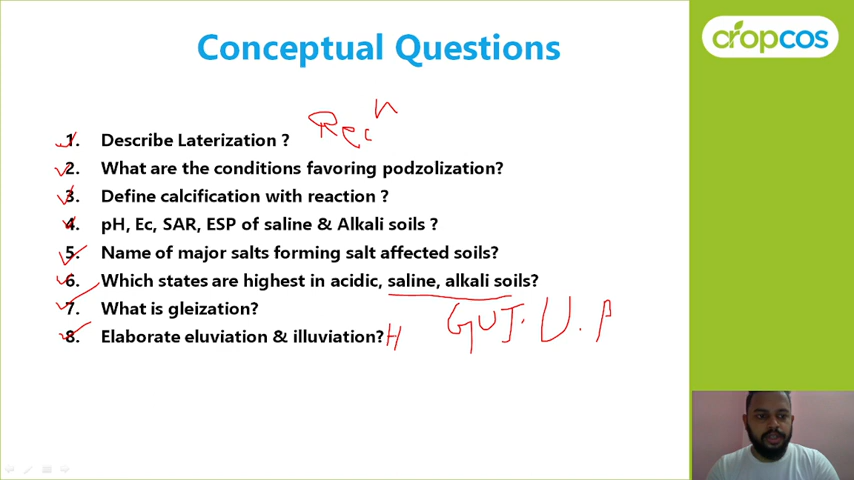 Conceptual Questions
cropcos
Rec n
1. Describe Laterization ?
2. What are the conditions favoring podzolization?
3. Define calcification with reaction ?
4. pH, Ec, SAR, ESP of saline & Alkali soils ?
5. Name of major salts forming salt affected soils?
6. Which states are highest in acidic, saline, alkali soils?
7. What is gleization?
GUJ. U.P
8. Elaborate eluviation & illuviation?
H